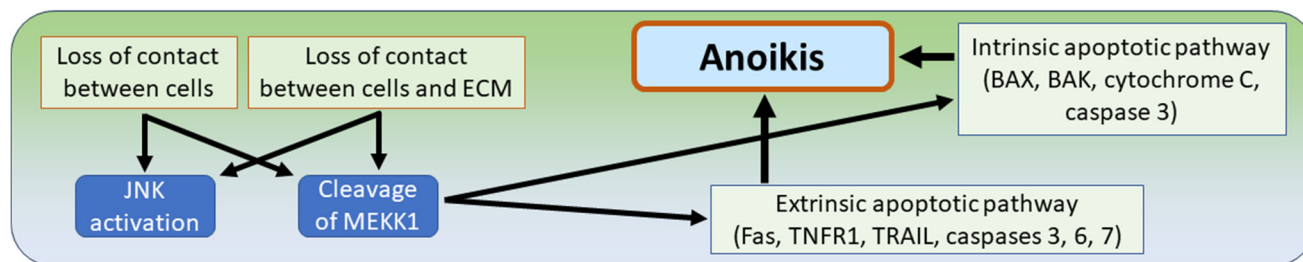 Loss of contact
between cells
Loss of contact
between cells and ECM
Anoikis
Intrinsic apoptotic pathway
(BAX, BAK, cytochrome C,
caspase 3)
JNK
activation
Cleavage
of MEKK1
Extrinsic apoptotic pathway
(Fas, TNFR1, TRAIL, caspases 3, 6, 7)